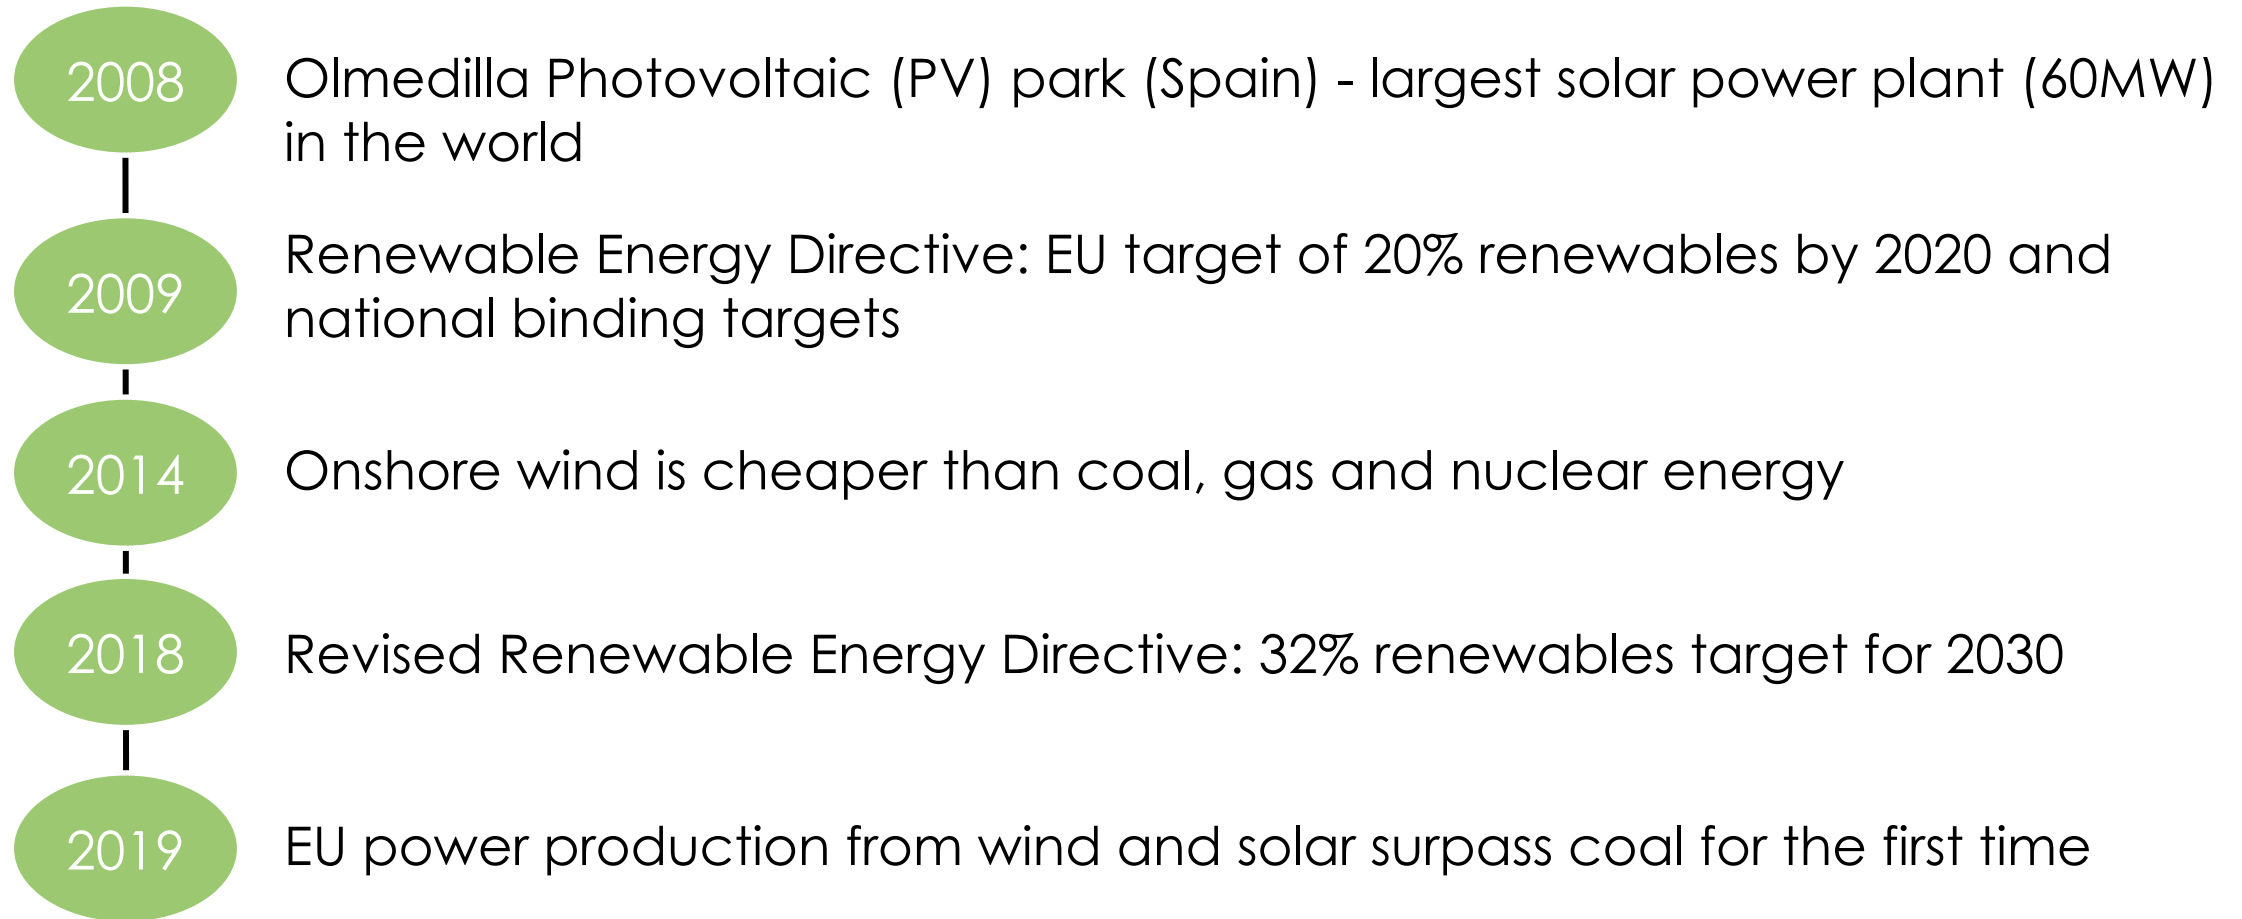 2008
Olmedilla Photovoltaic (PV) park (Spain) - largest solar power plant (60MW)
in the world
2009
Renewable Energy Directive: EU target of 20% renewables by 2020 and
national binding targets
2014
Onshore wind is cheaper than coal, gas and nuclear energy
2018
Revised Renewable Energy Directive: 32% renewables target for 2030
2019
EU power production from wind and solar surpass coal for the first time